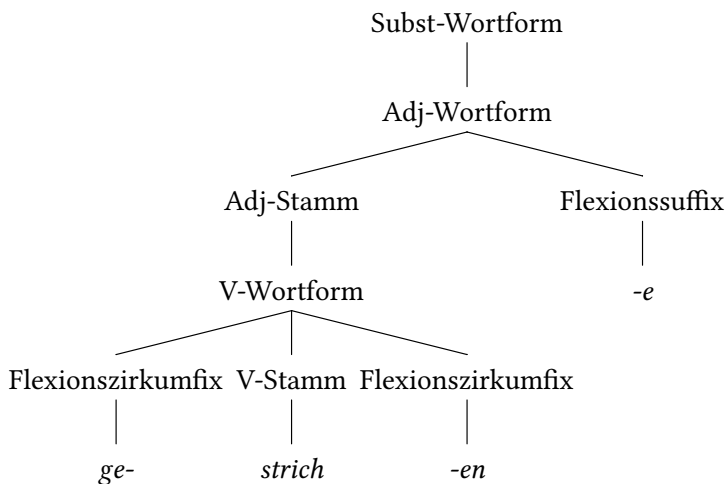 Subst-Wortform
Adj-Wortform
Adj-Stamm Flexionssuffix
V-Wortform -e
Flexionszirkumfix V-Stamm Flexionszirkumfix
ge- strich -en